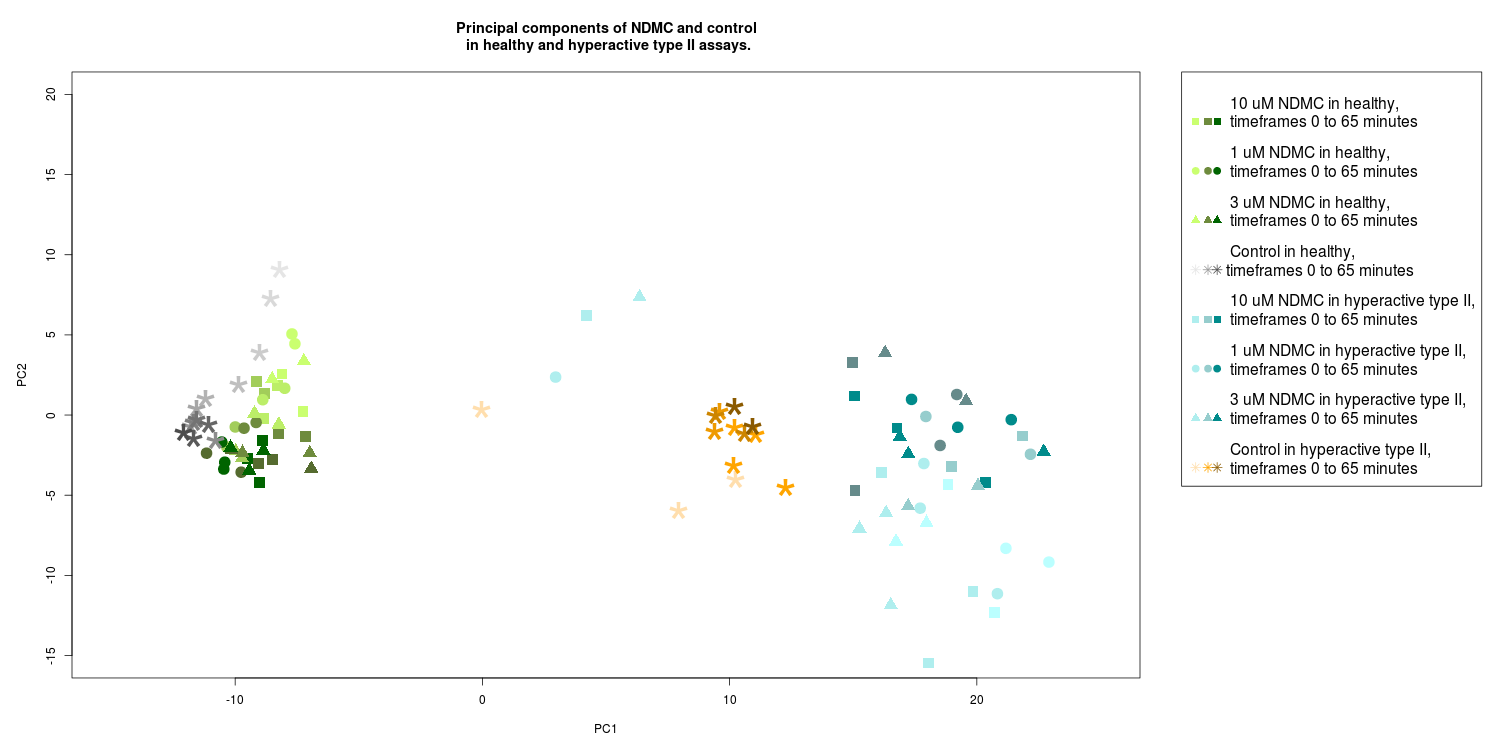 Principal components of NDMC and control
in healthy and hyperactive type II assays.
20
15
10
5
0
-5
-10
-15
PC2
-10
0
10
20
PC1
10 uM NDMC in healthy,
timeframes 0 to 65 minutes
1 uM NDMC in healthy,
timeframes 0 to 65 minutes
3 uM NDMC in healthy,
timeframes 0 to 65 minutes
Control in healthy,
timeframes 0 to 65 minutes
10 uM NDMC in hyperactive type II,
timeframes 0 to 65 minutes
1 uM NDMC in hyperactive type II,
timeframes 0 to 65 minutes
3 uM NDMC in hyperactive type II,
timeframes 0 to 65 minutes
Control in hyperactive type II,
timeframes 0 to 65 minutes